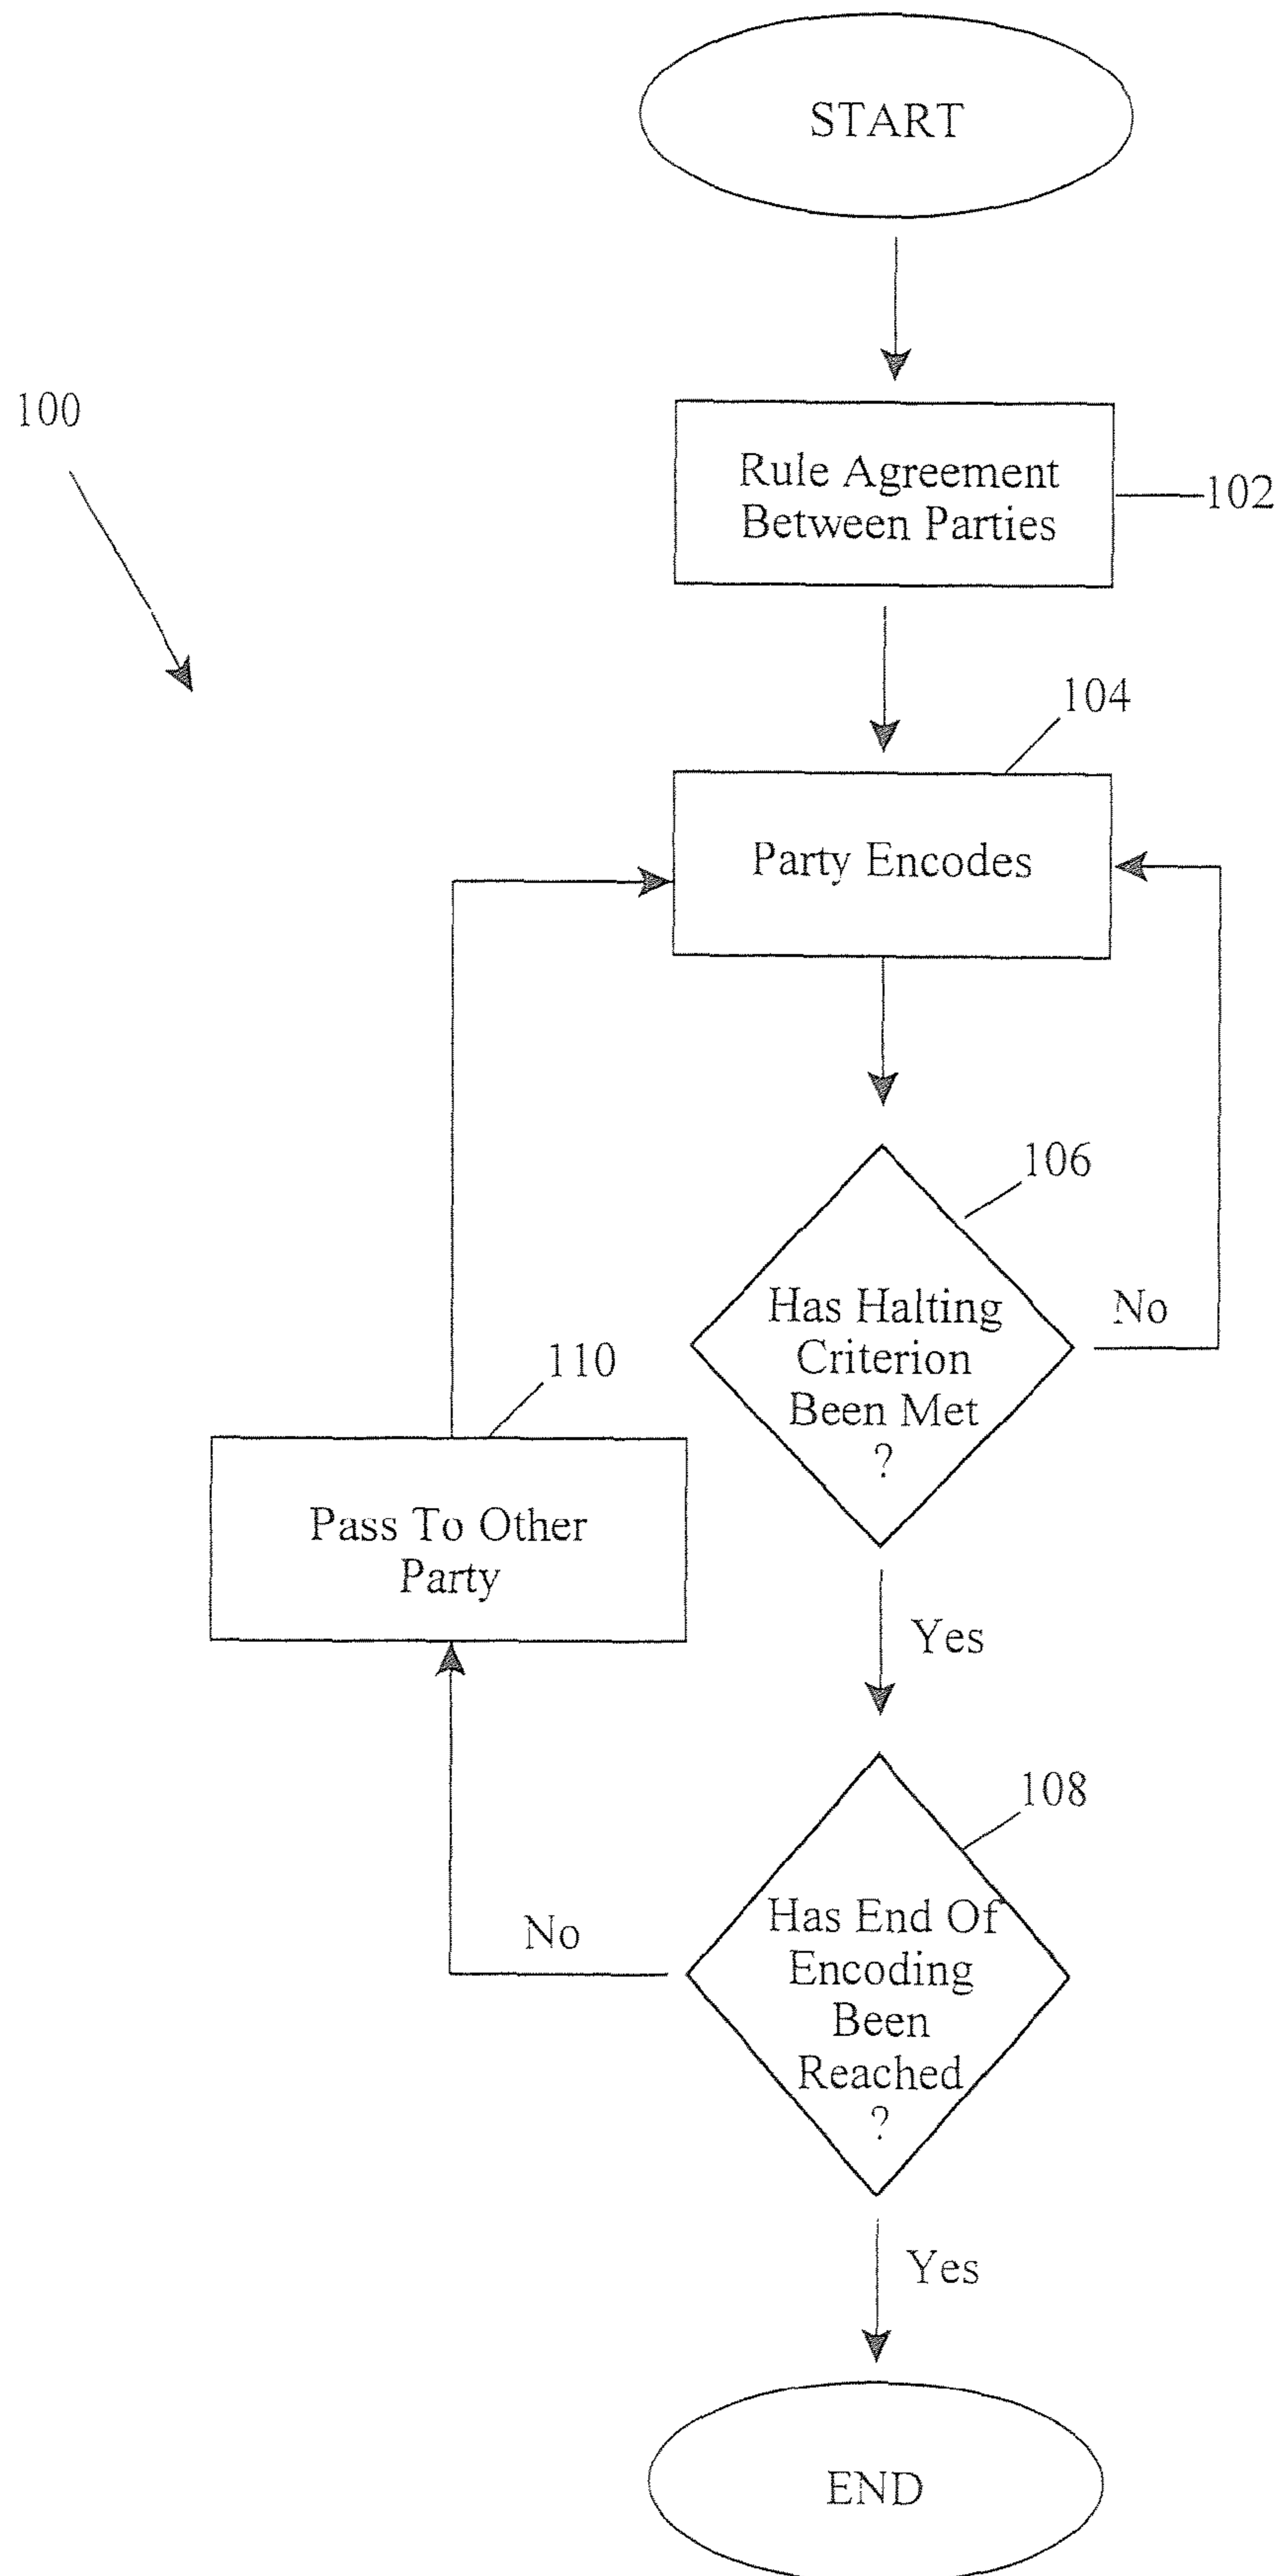 START
100
Rule Agreement
Between Parties
102
104
Party Encodes
106
Has Halting
Criterion
Been Met
?
No
110
Pass To Other
Party
Yes
108
Has End Of
Encoding
Been
Reached
?
No
Yes
END